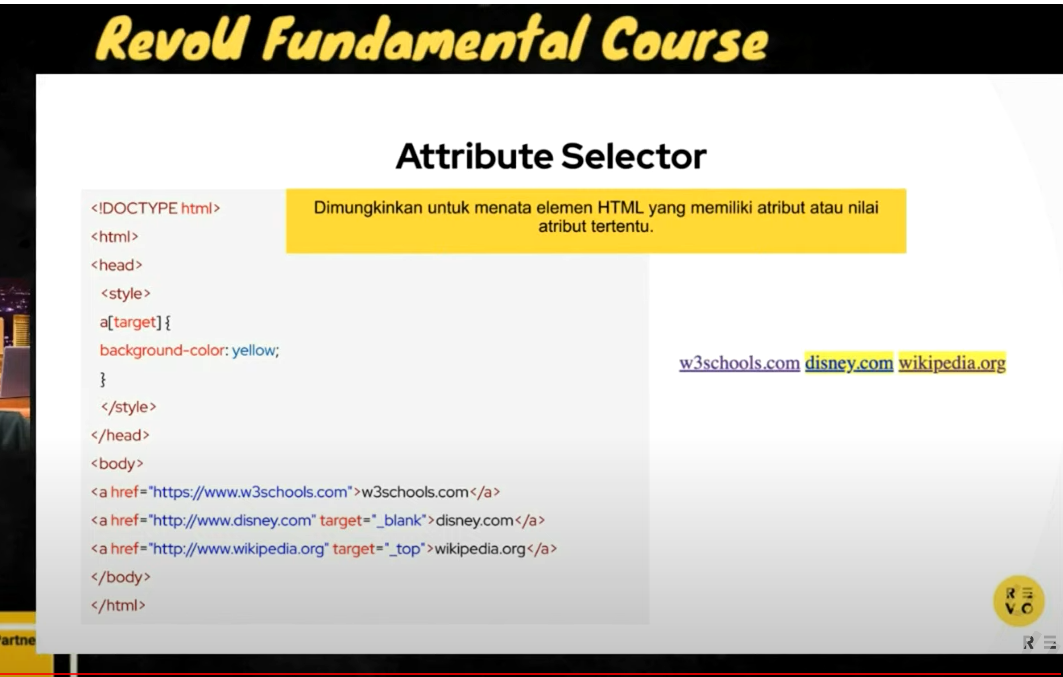 RevoU Fundamental Course
Attribute Selector
Dimungkinkan untuk menata elemen HTML yang memiliki atribut atau nilai
atribut tertentu.
<!DOCTYPE html>
<html>
<head>
<style>
a[target] {
background-color: yellow;
}
</style>
</head>
<body>
<a href="https://www.w3schools.com">w3schools.com</a>
<a href="http://www.disney.com" target="_blank">disney.com</a>
<a href="http://www.wikipedia.org" target="_top">wikipedia.org</a>
</body>
</html>
w3schools.com disney.com wikipedia.org